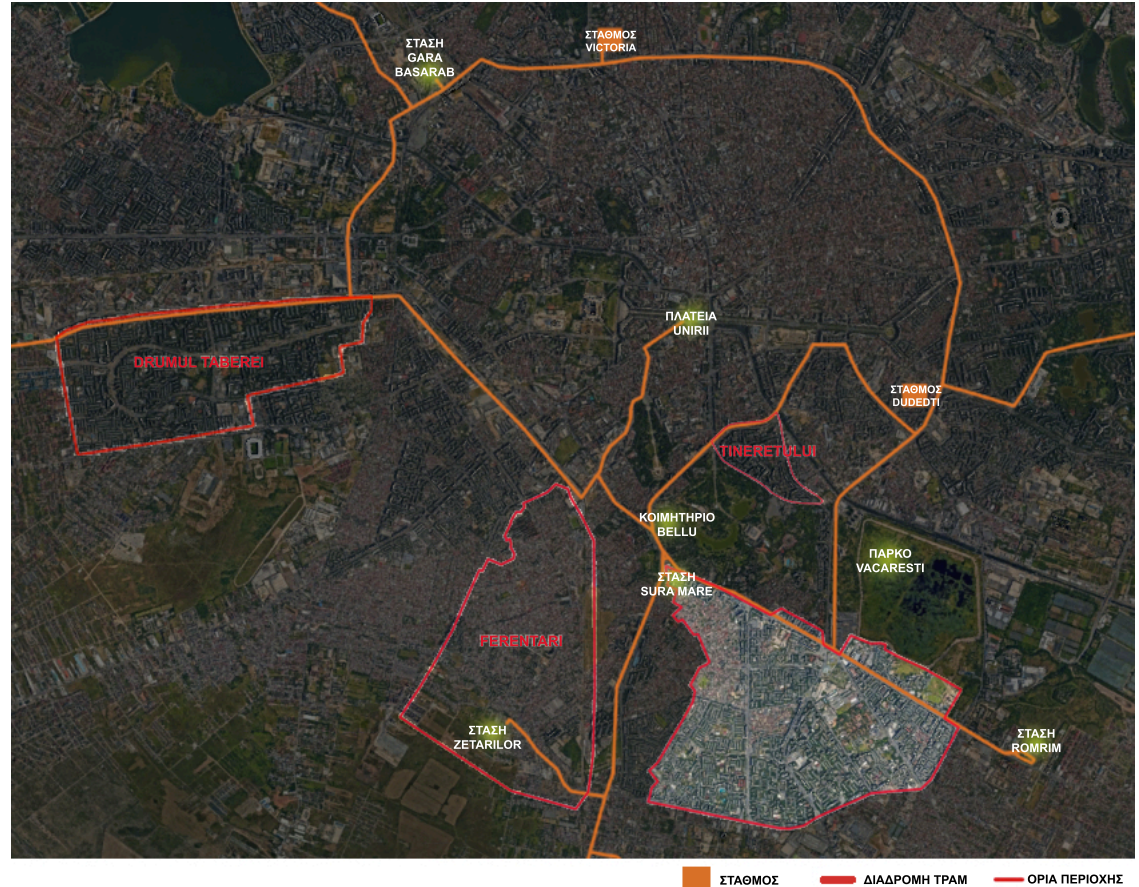 ΣΤΑΘΜΟΣ
VICTORIA
ΣΤΑΣΗ
GARA
BASARAB
ΠΛΑΤΕΙΑ
UNIRII
DRUMUL TABEREI
ΣΤΑΘΜΟΣ
DUDEDTI
TINERETULUI
ΚΟΙΜΗΤΗΡΙΟ
BELLU
ΠΑΡΚΟ
VACARESTI
ΣΤΑΣΗ
SURA MARE
FERENTARI
ΣΤΑΣΗ
ZETARILOR
ΣΤΑΣΗ
ROMRIM
ΣΤΑΘΜΟΣ
ΔΙΑΔΡΟΜΗ ΤΡΑΜ
ΟΡΙΑ ΠΕΡΙΟΧΗΣ